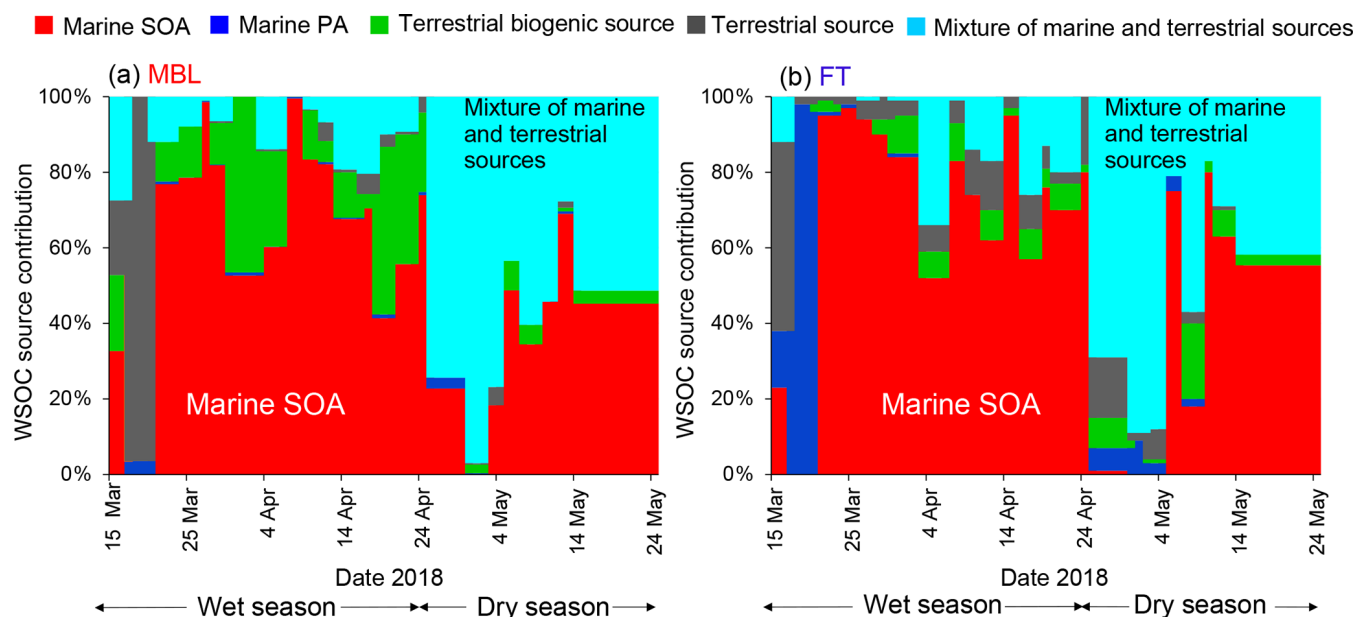 Marine SOA Marine PA Terrestrial biogenic source Terrestrial source Mixture of marine and terrestrial sources
(a) MBL
WSOC source contribution
100%
80%
60%
40%
20%
0%
Mixture of marine
and terrestrial
sources
Marine SOA
15 Mar
25 Mar
4 Apr
14 Apr
24 Apr
4 May
14 May
24 May
Date 2018
Wet season
Dry season
(b) FT
WSOC source contribution
100%
80%
60%
40%
20%
0%
Mixture of marine
and terrestrial
sources
Marine SOA
15 Mar
25 Mar
4 Apr
14 Apr
24 Apr
4 May
14 May
24 May
Date 2018
Wet season
Dry season